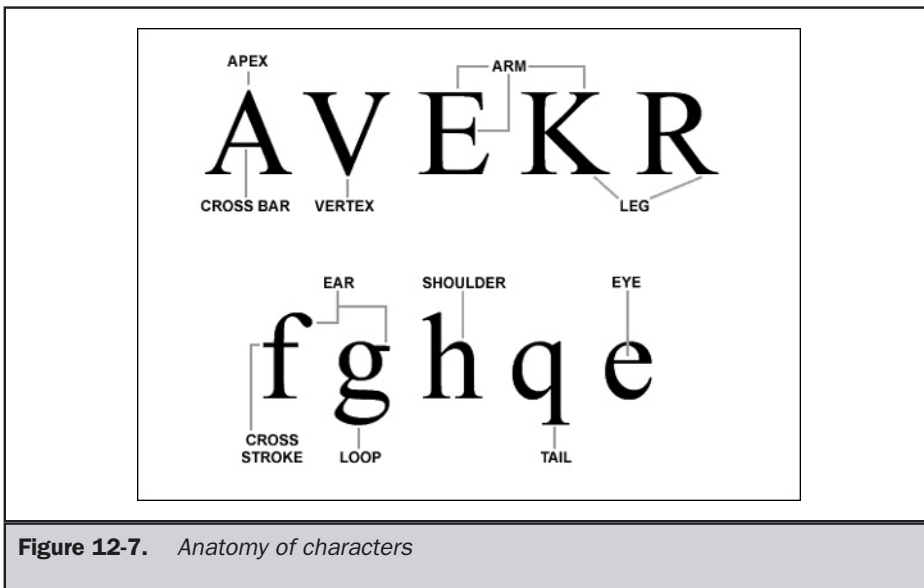 APEX
ARM
A V E K R
CROSS BAR VERTEX LEG
EAR SHOULDER EYE
f g h q e
CROSS
STROKE LOOP TAIL
Figure 12-7. Anatomy of characters